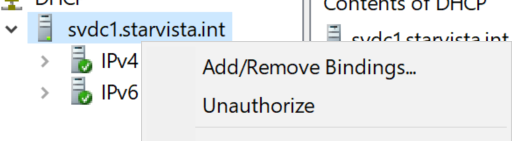 DHCP
Contents of DHCP
svdc1.starvista.int
svdc1.starvista.int
IPv4
Add/Remove Bindings...
IPv6
Unauthorize